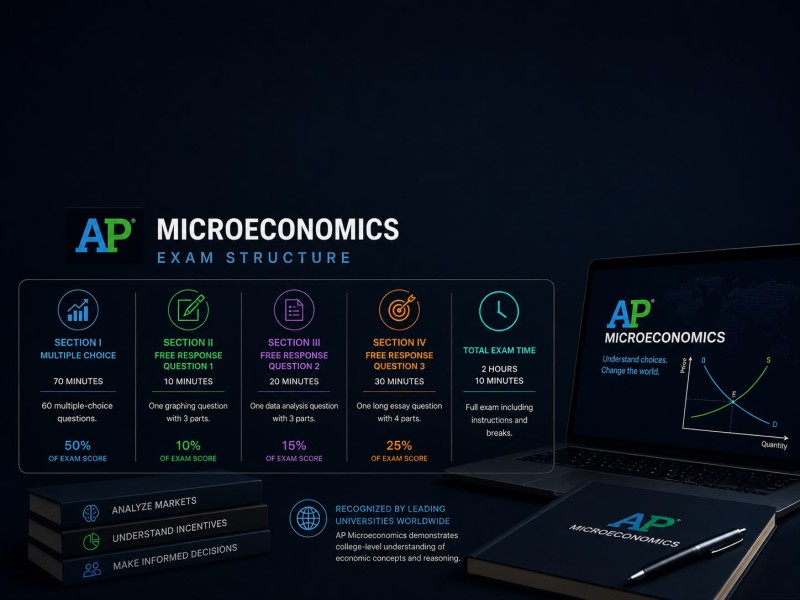 AP®
MICROECONOMICS
EXAM STRUCTURE
SECTION I
MULTIPLE CHOICE
70 MINUTES
60 multiple-choice
questions.
50%
OF EXAM SCORE
SECTION II
FREE RESPONSE
QUESTION 1
10 MINUTES
One graphing question
with 3 parts.
10%
OF EXAM SCORE
SECTION III
FREE RESPONSE
QUESTION 2
20 MINUTES
One data analysis question
with 3 parts.
15%
OF EXAM SCORE
SECTION IV
FREE RESPONSE
QUESTION 3
30 MINUTES
One long essay question
with 4 parts.
25%
OF EXAM SCORE
TOTAL EXAM TIME
2 HOURS
10 MINUTES
Full exam including
instructions and
breaks.
AP®
MICROECONOMICS
Understand choices.
Change the world.
Price
S
E
D
Quantity
ANALYZE MARKETS
UNDERSTAND INCENTIVES
MAKE INFORMED DECISIONS
RECOGNIZED BY LEADING
UNIVERSITIES WORLDWIDE
AP Microeconomics demonstrates
college-level understanding of
economic concepts and reasoning.
AP®
MICROECONOMICS